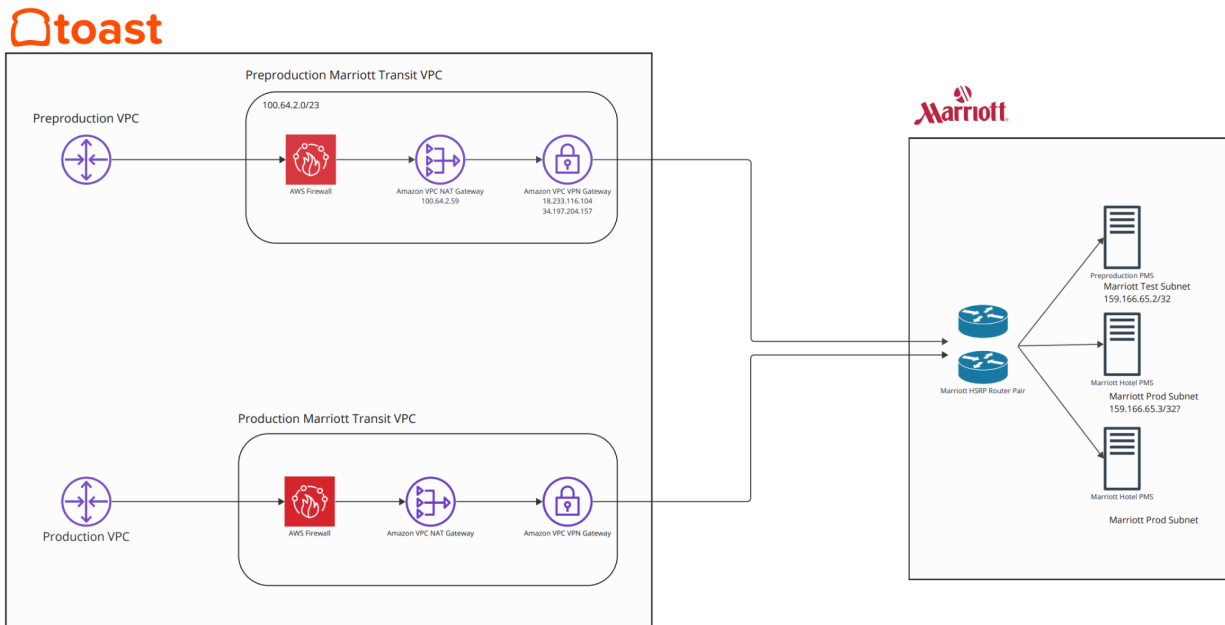 toast
Preproduction Marriott Transit VPC
100.64.2.0/23
Preproduction VPC
AWS Firewall
Amazon VPC NAT Gateway
100.64.2.59
Amazon VPC VPN Gateway
18.233.116.104
34.197.204.157
Marriott.
Preproduction PMS
Marriott Test Subnet
159.166.65.2/32
Marriott HSRP Router Pair
Marriott Hotel PMS
Marriott Prod Subnet
159.166.65.3/32?
Marriott Hotel PMS
Marriott Prod Subnet
Production Marriott Transit VPC
Production VPC
AWS Firewall
Amazon VPC NAT Gateway
Amazon VPC VPN Gateway